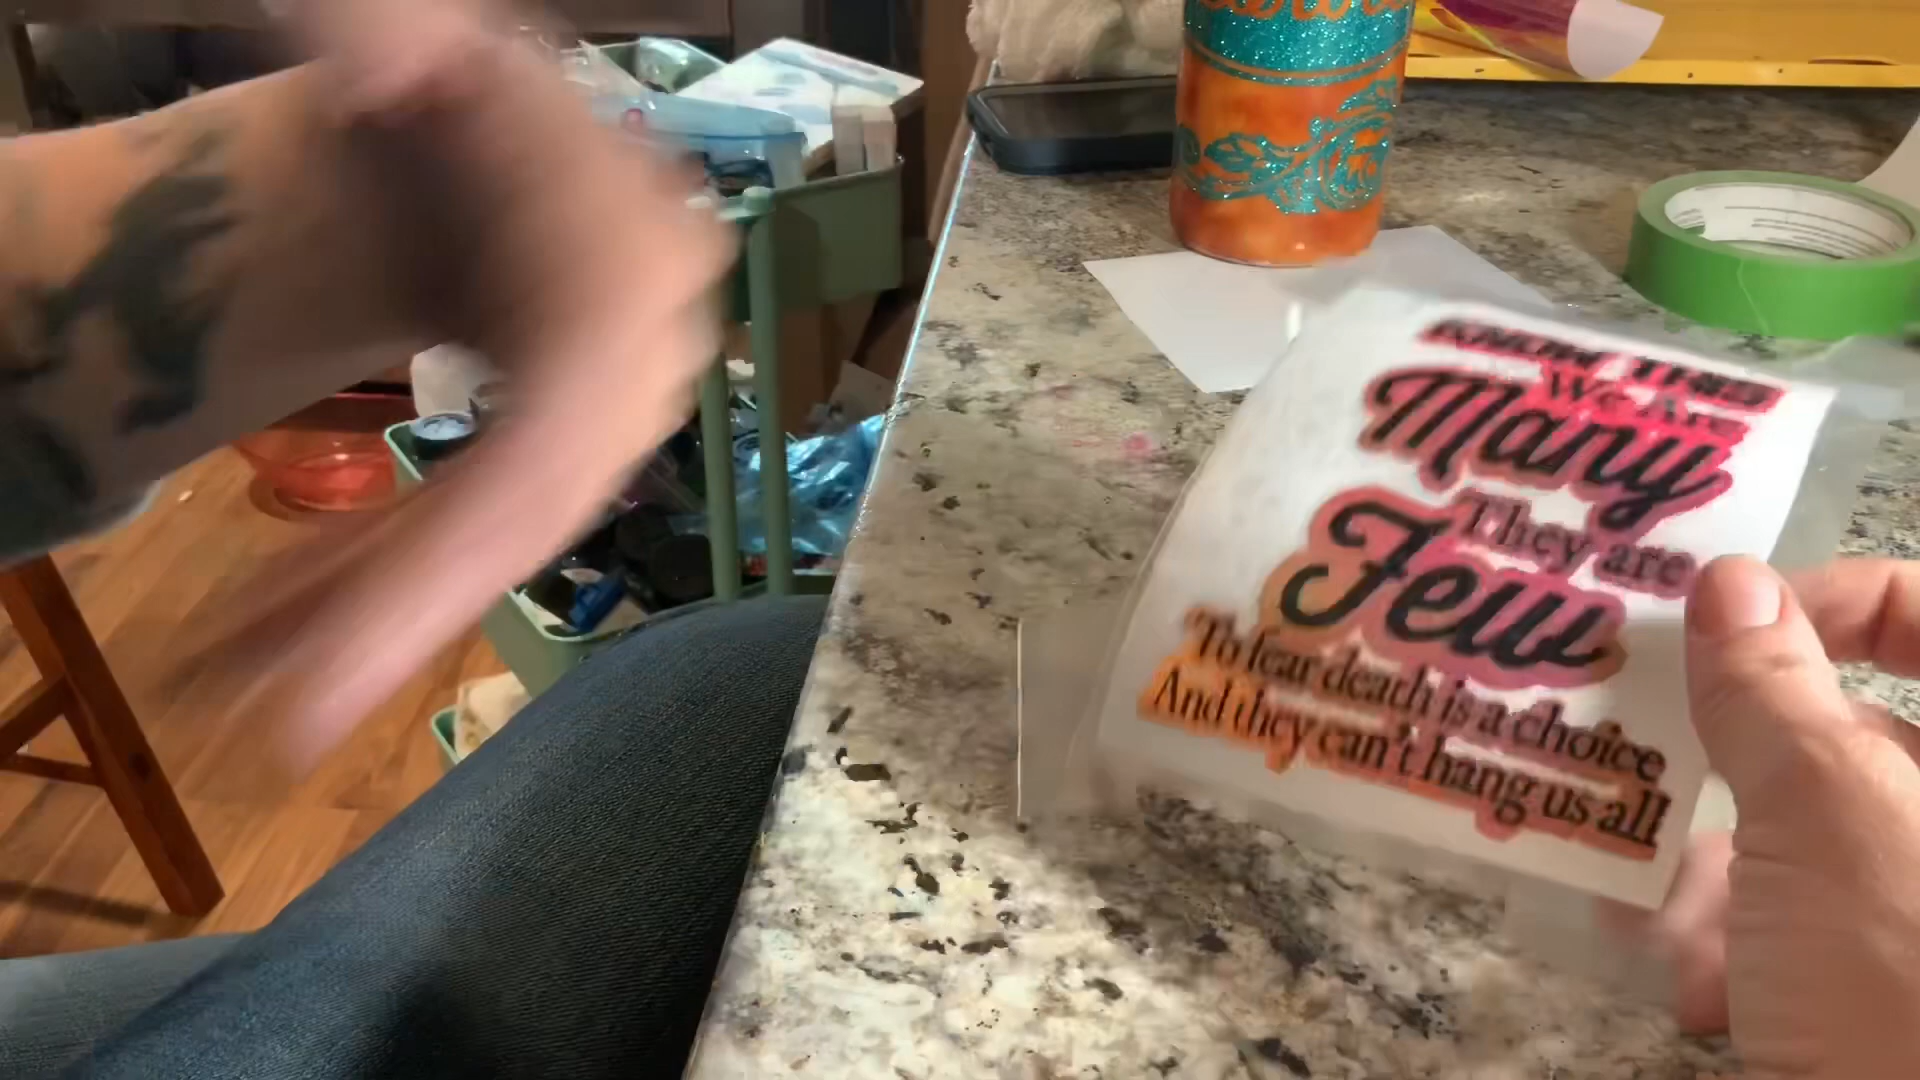 KNOW THIS
We Are
Many
They are
Few
To fear death is a choice
And they can't hang us all